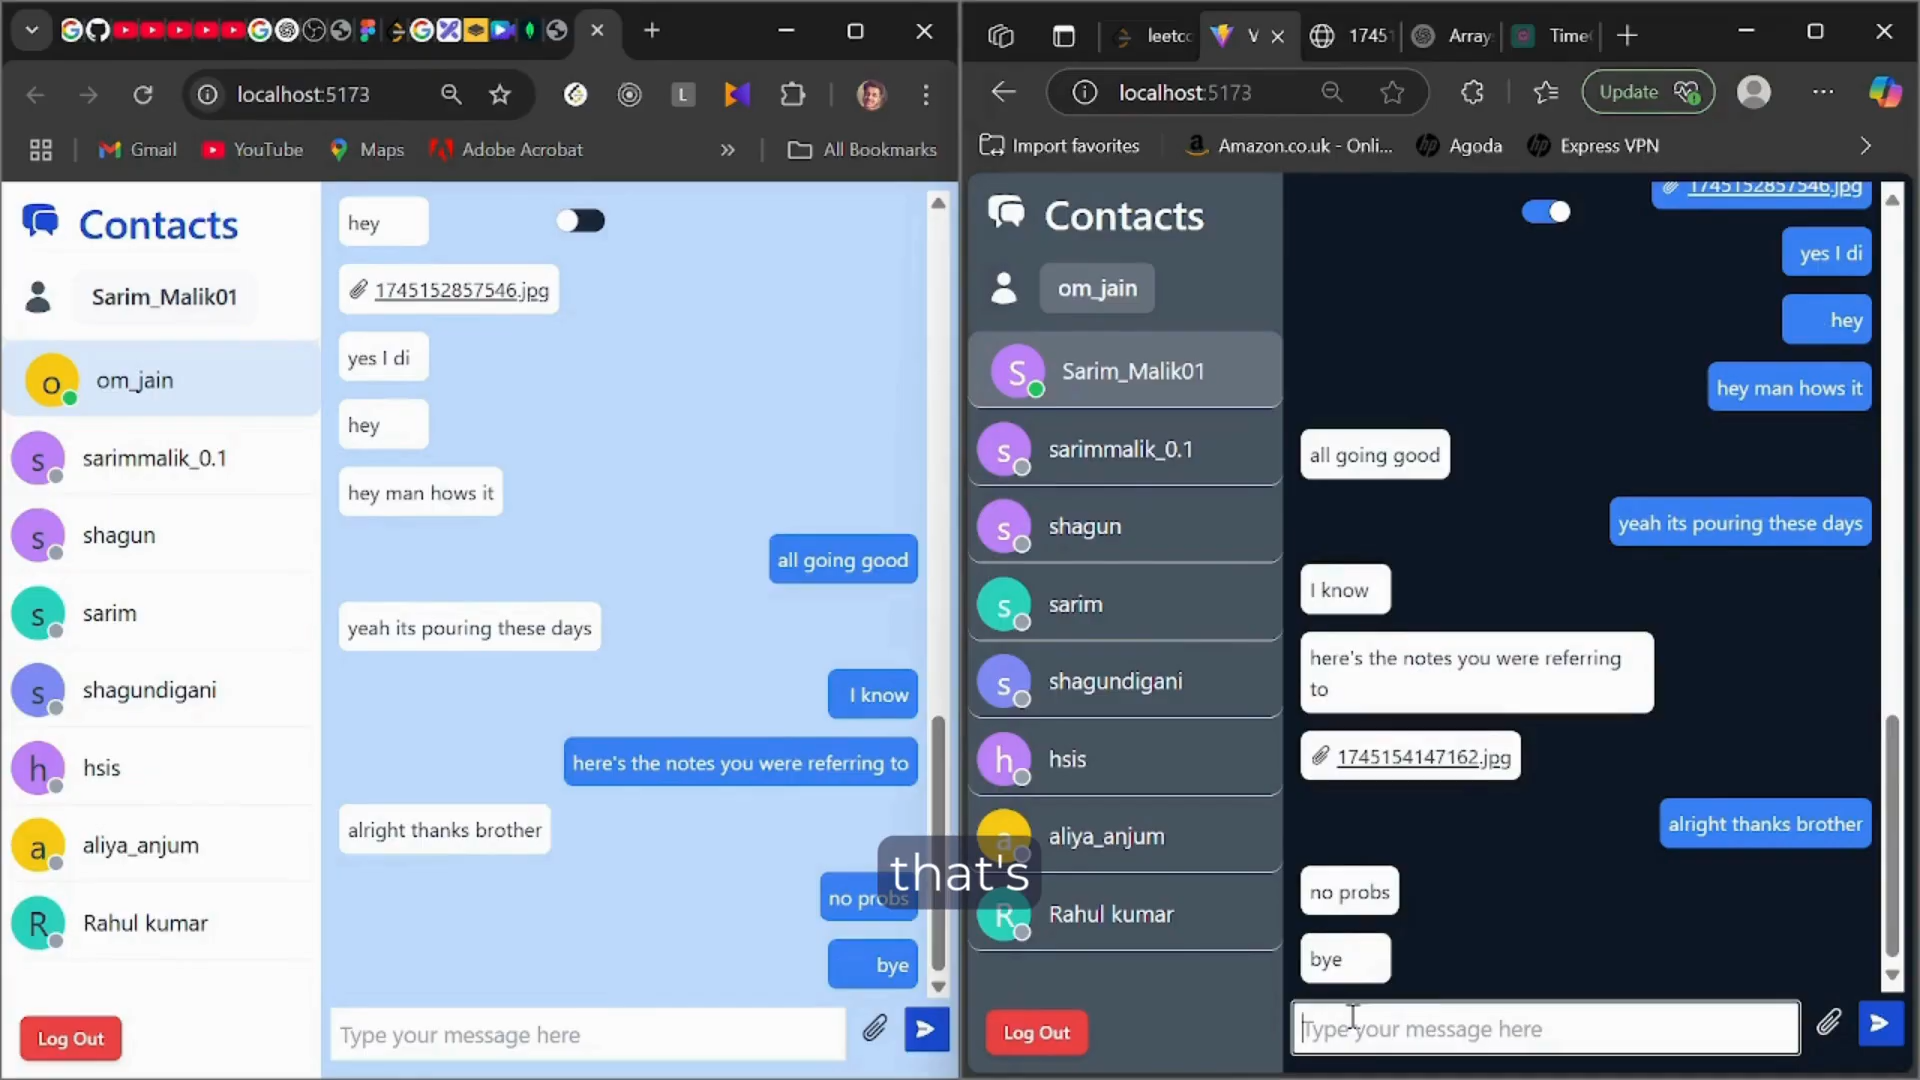 localhost:5173
L
Gmail
YouTube
Maps
Adobe Acrobat
»
All Bookmarks
Contacts
Sarim_Malik01
o
om_jain
s
sarimmalik_0.1
s
shagun
s
sarim
s
shagundigani
h
hsis
a
aliya_anjum
R
Rahul kumar
Log Out
hey
1745152857546.jpg
yes I di
hey
hey man hows it
all going good
yeah its pouring these days
I know
here's the notes you were referring to
alright thanks brother
no probs
bye
Type your message here
that's
leetcc
V
1745
Array
Time
localhost:5173
Update
Import favorites
Amazon.co.uk - Onli...
Agoda
Express VPN
Contacts
om_jain
S
Sarim_Malik01
s
sarimmalik_0.1
s
shagun
s
sarim
s
shagundigani
h
hsis
a
aliya_anjum
R
Rahul kumar
Log Out
1745152857546.jpg
yes I di
hey
hey man hows it
all going good
yeah its pouring these days
I know
here's the notes you were referring
to
1745154147162.jpg
alright thanks brother
no probs
bye
Type your message here